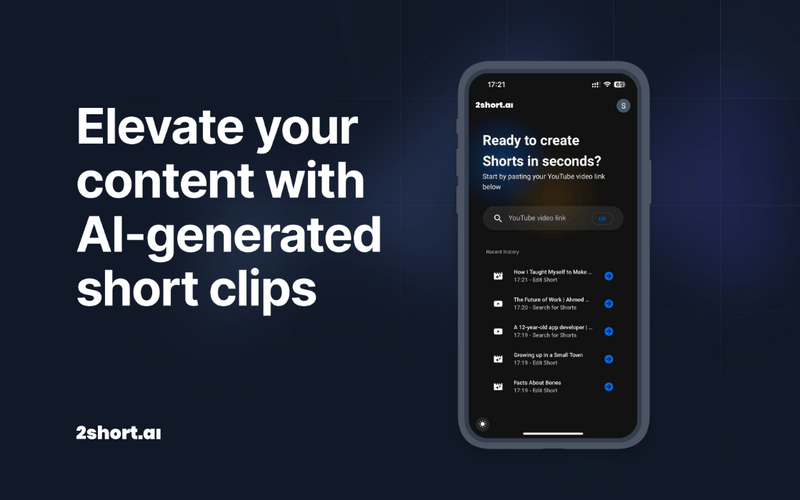 Elevate your
content with
AI-generated
short clips
2short.ai
17:21
2short.ai
S
Ready to create
Shorts in seconds?
Start by pasting your YouTube video link
below
YouTube video link
Go
Recent history
How I Taught Myself to Make ...
17:21 - Edit Short
The Future of Work | Ahmed ...
17:20 - Search for Shorts
A 12-year-old app developer | ...
17:19 - Search for Shorts
Growing up in a Small Town
17:19 - Edit Short
Facts About Bones
17:19 - Edit Short